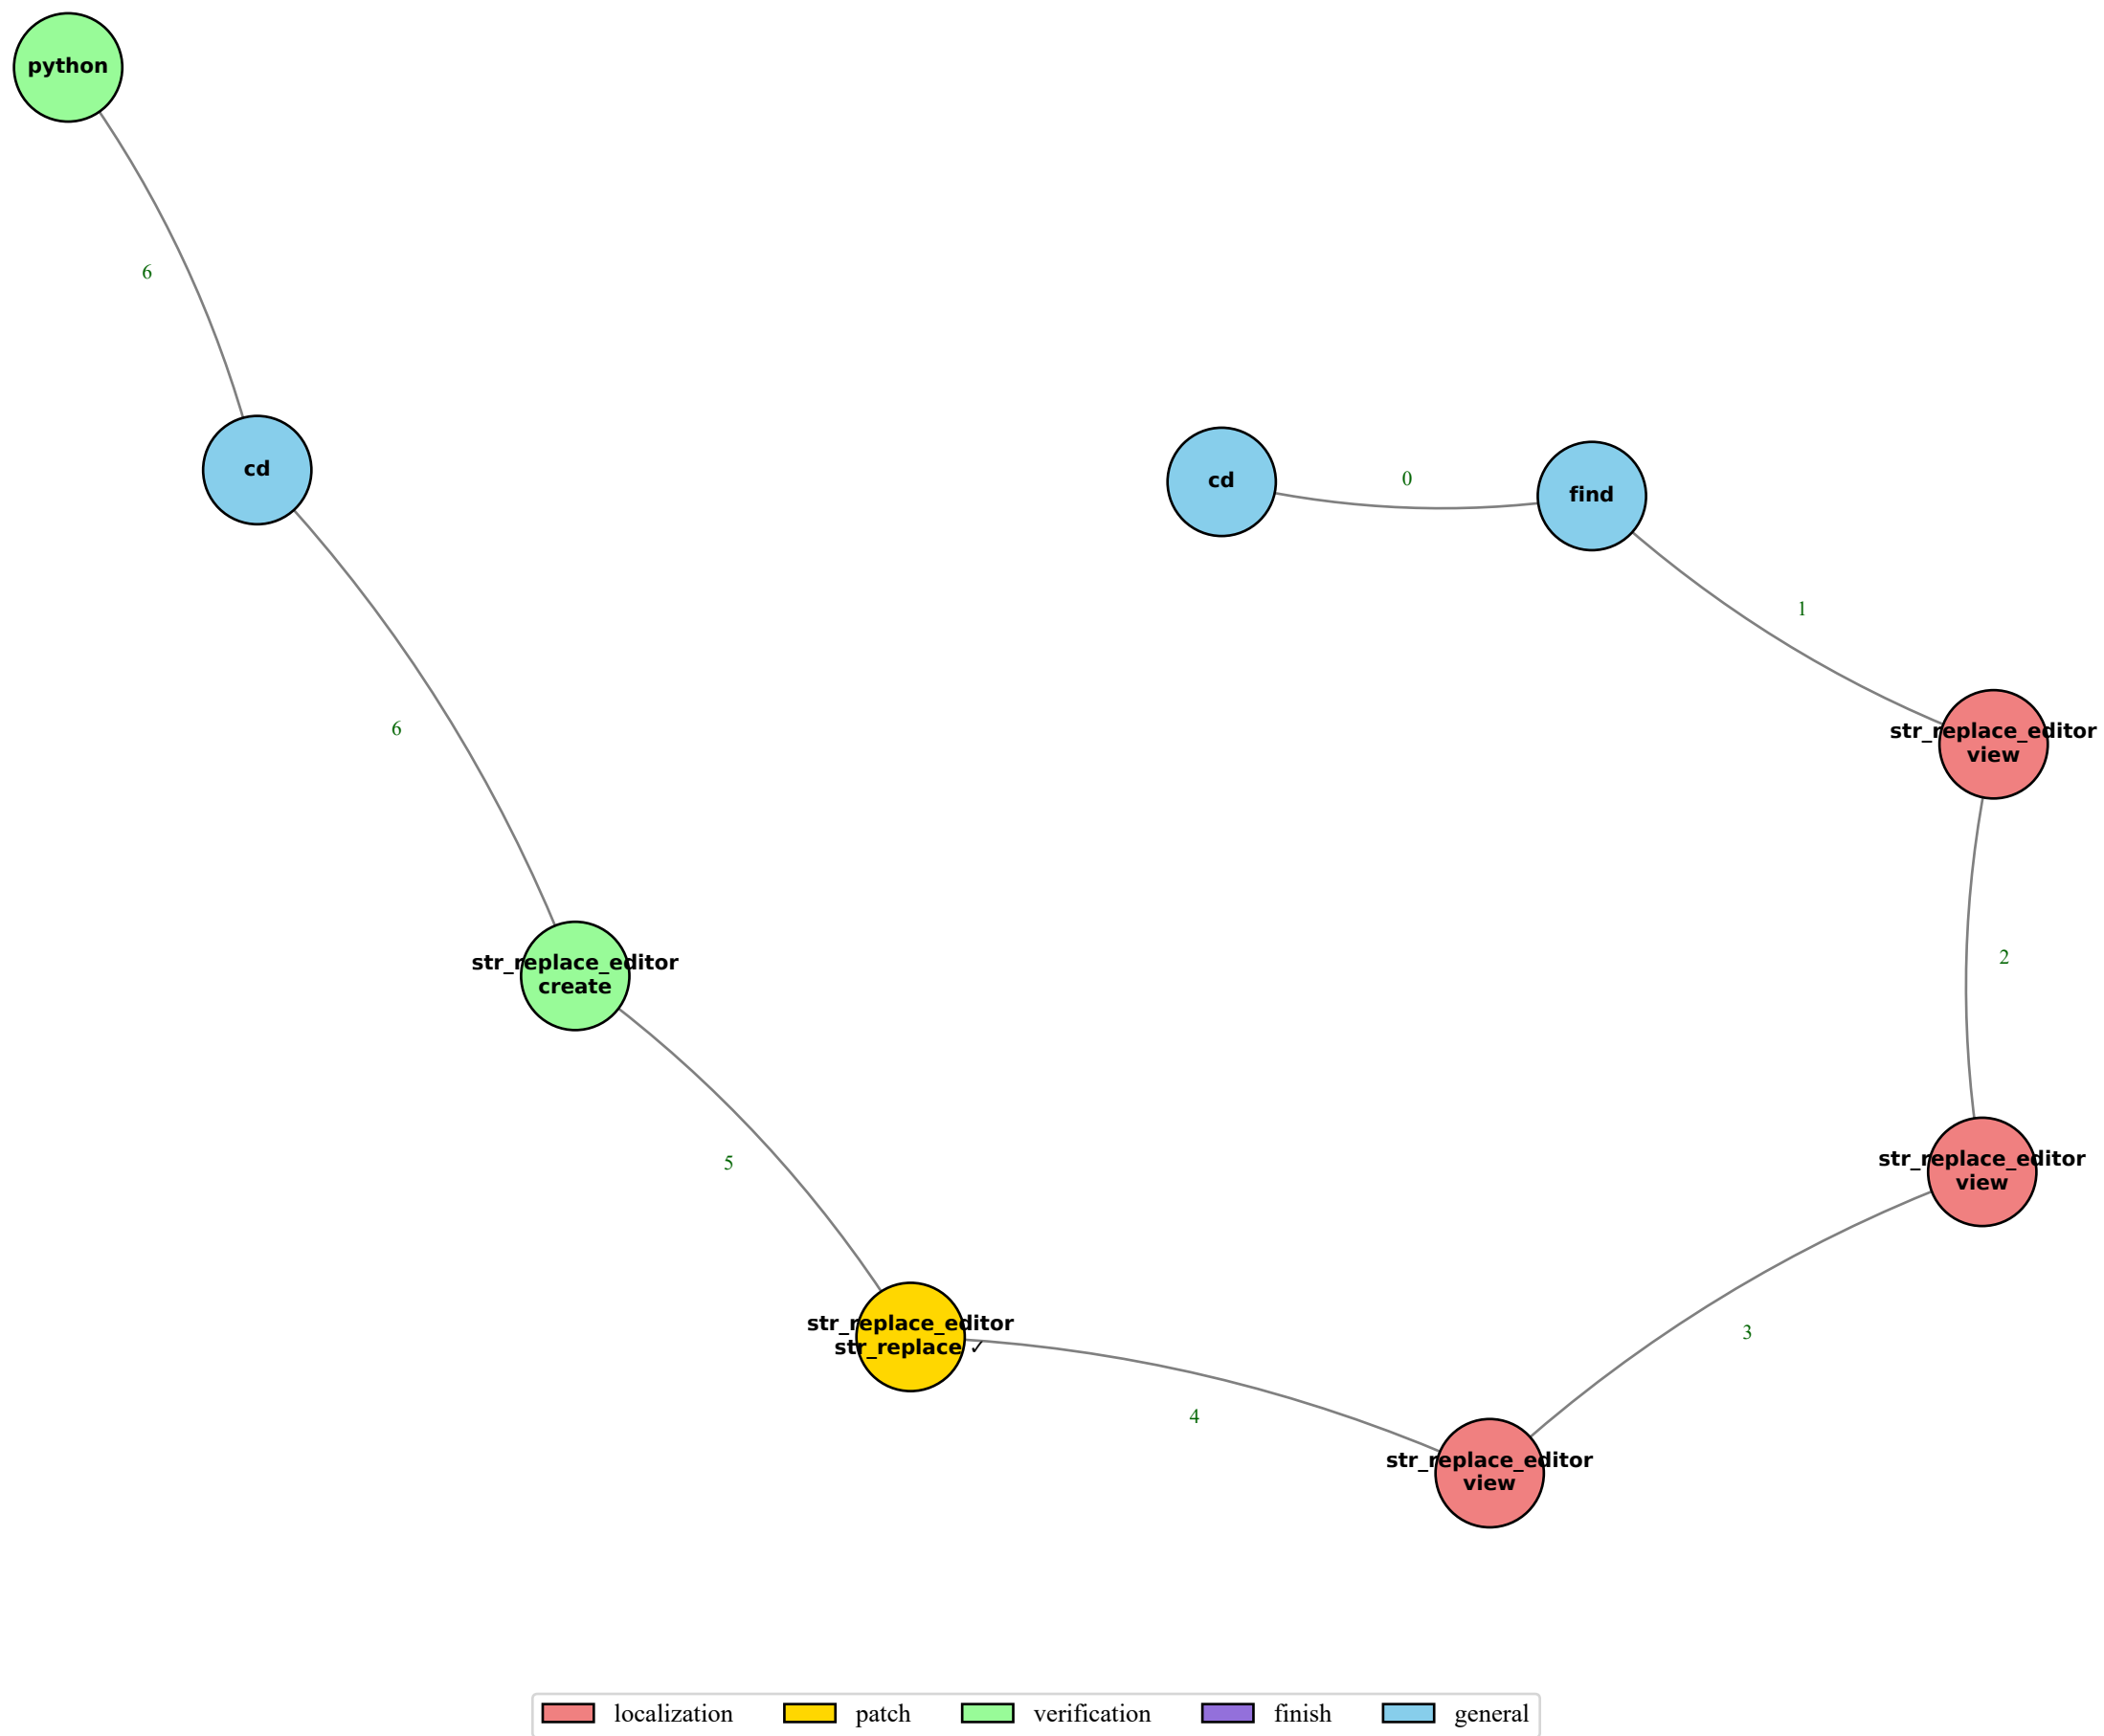 python
6
cd
cd
0
find
1
6
str_replace_editor
view
2
str_replace_editor
create
5
str_replace_editor
view
3
str_replace_editor
str_replace ✓
4
str_replace_editor
view
localization patch verification finish general